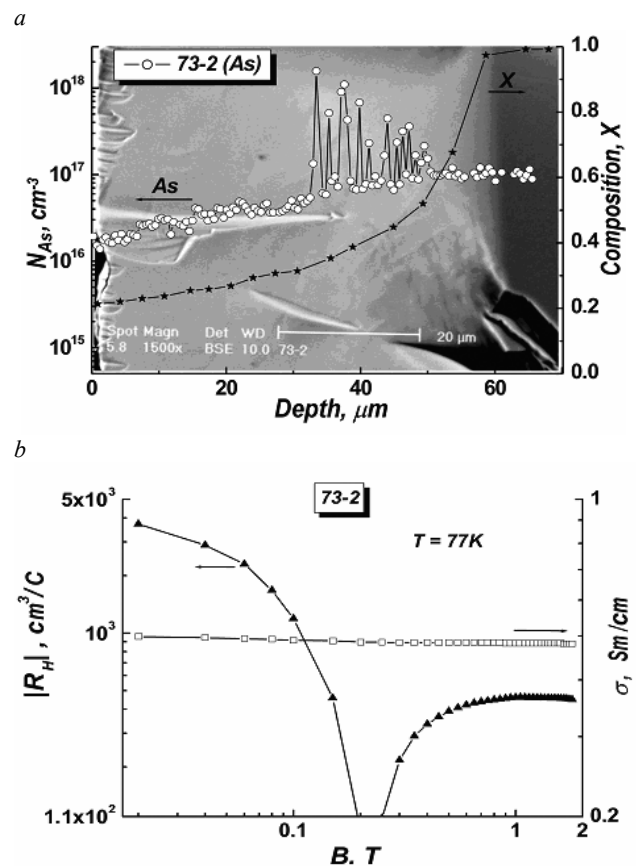 a
73-2 (As)
X
As
10^18
10^17
10^16
10^15
N_As, cm^-3
1.0
0.8
0.6
0.4
0.2
0.0
Composition, X
Spot Magn Det WD
5.8 1500x BSE 10.0 73-2
20 µm
0 20 40 60
Depth, µm
b
73-2
T = 77K
5x10^3
10^3
1.1x10^2
|R_H|, cm^3/C
1
0.2
σ, Sm/cm
0.1 1 2
B, T